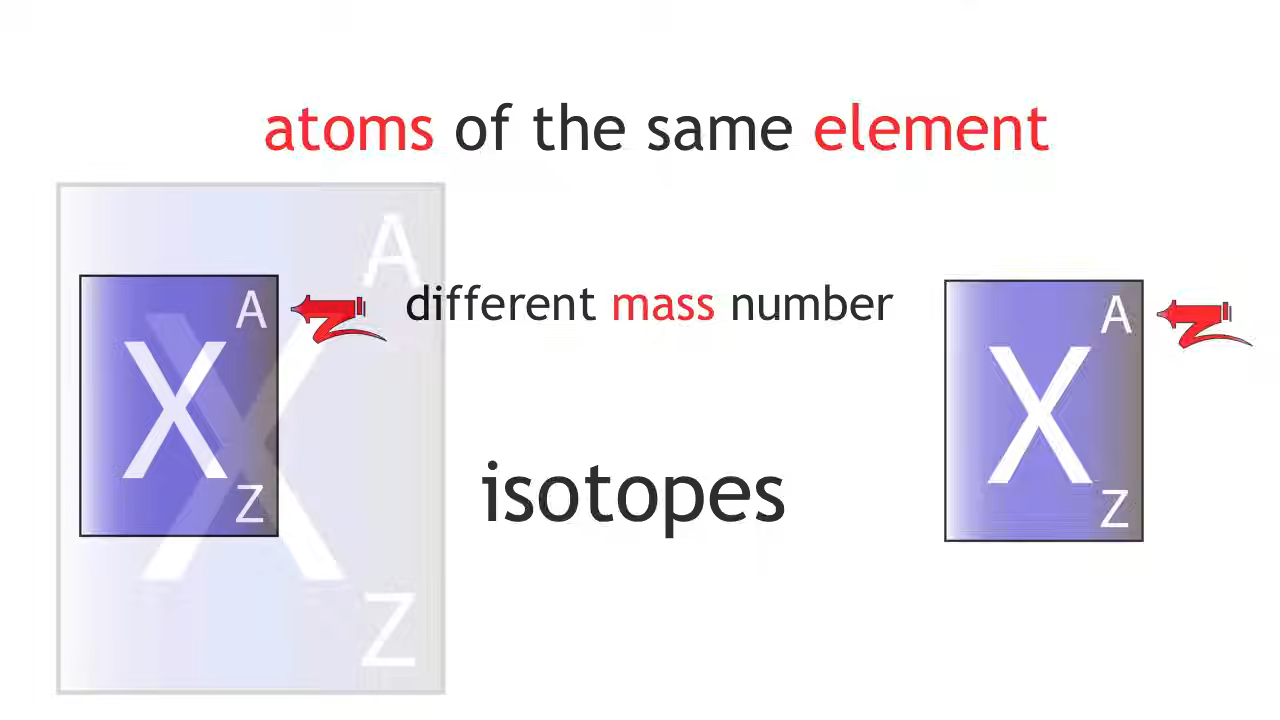 atoms of the same element
A
A
different mass number
A
X
X
X
isotopes
Z
Z
Z